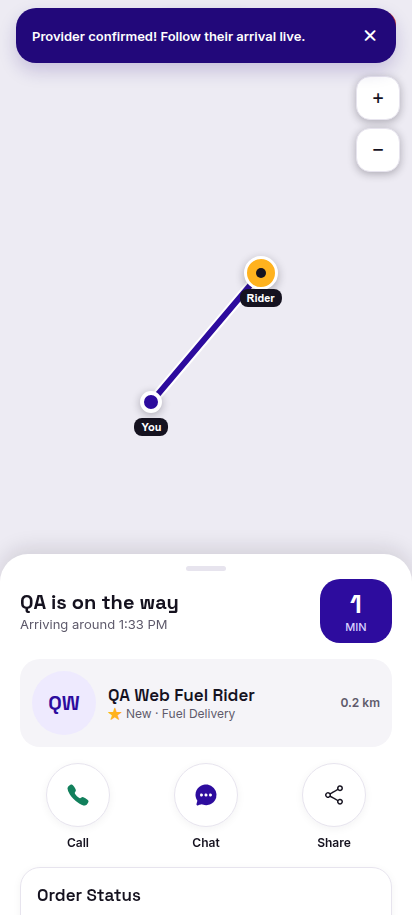 Provider confirmed! Follow their arrival live.
+
−
Rider
You
QA is on the way
Arriving around 1:33 PM
1
MIN
QW
QA Web Fuel Rider
New · Fuel Delivery
0.2 km
Call
Chat
Share
Order Status